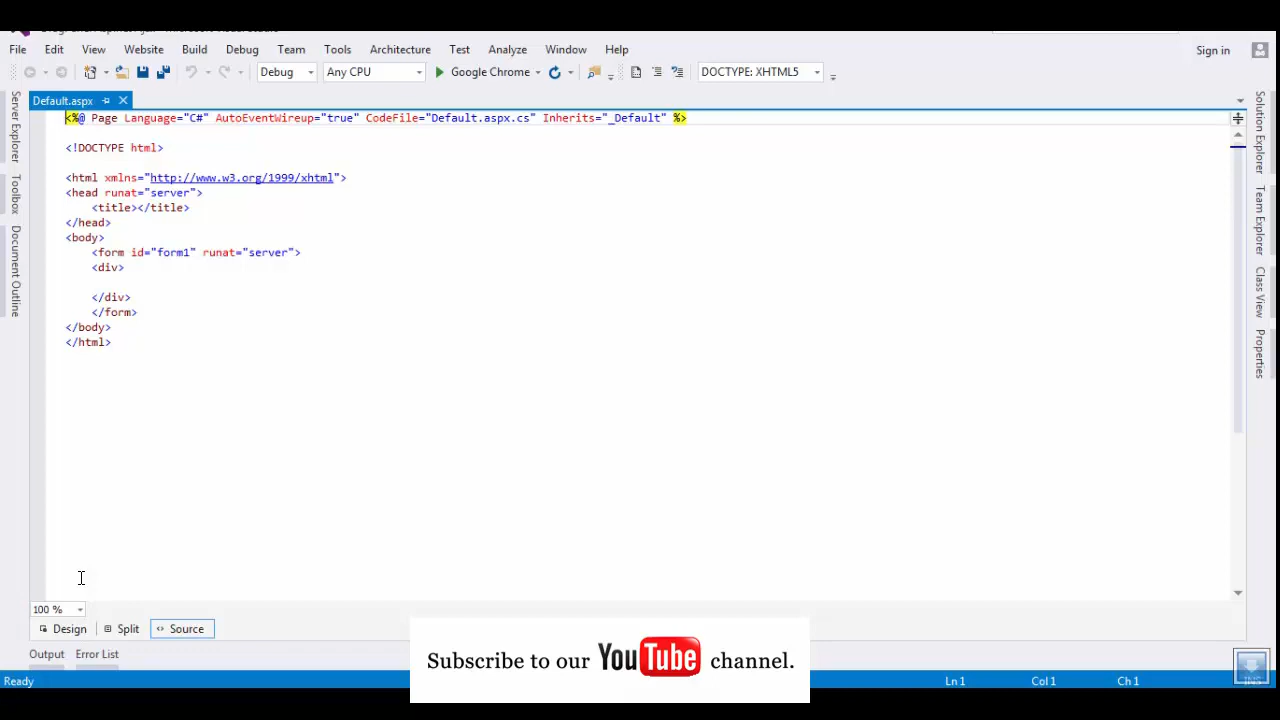 File Edit View Website Build Debug Team Tools Architecture Test Analyze Window Help Sign in
Debug Any CPU Google Chrome DOCTYPE: XHTML5
Default.aspx
<%@ Page Language="C#" AutoEventWireup="true" CodeFile="Default.aspx.cs" Inherits="_Default" %>
<!DOCTYPE html>
<html xmlns="http://www.w3.org/1999/xhtml">
<head runat="server">
<title></title>
</head>
<body>
<form id="form1" runat="server">
<div>
</div>
</form>
</body>
</html>
Server Explorer
Toolbox
Document Outline
Solution Explorer
Team Explorer
Class View
Properties
100 %
Design Split Source
Output Error List
Subscribe to our YouTube channel.
Ready Ln 1 Col 1 Ch 1